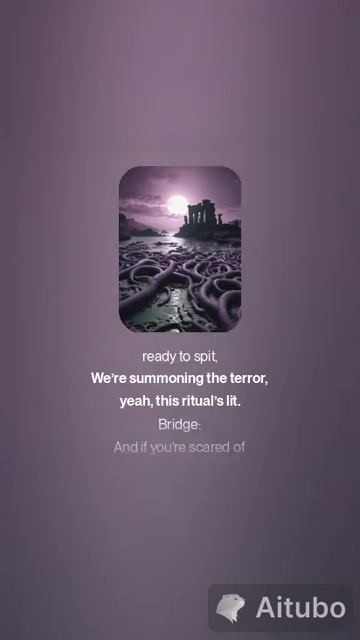 ready to spit,
We're summoning the terror,
yeah, this ritual's lit.
Bridge:
And if you're scared of
Aitubo